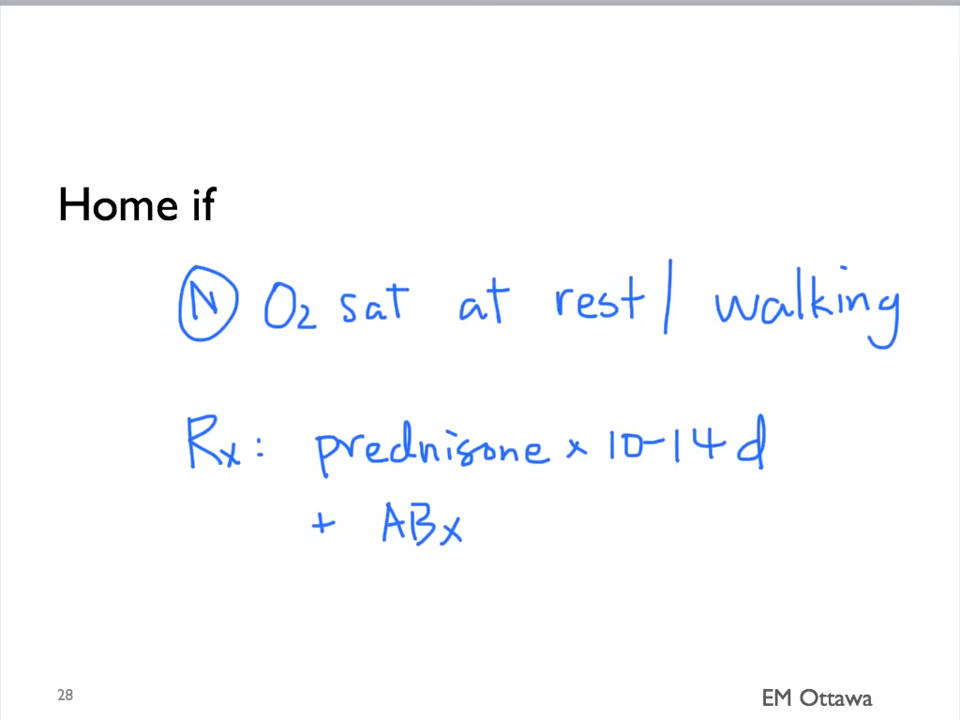 Home if
Ⓝ O₂ sat at rest / walking
Rx: prednisone × 10-14 d
+ ABx
28
EM Ottawa